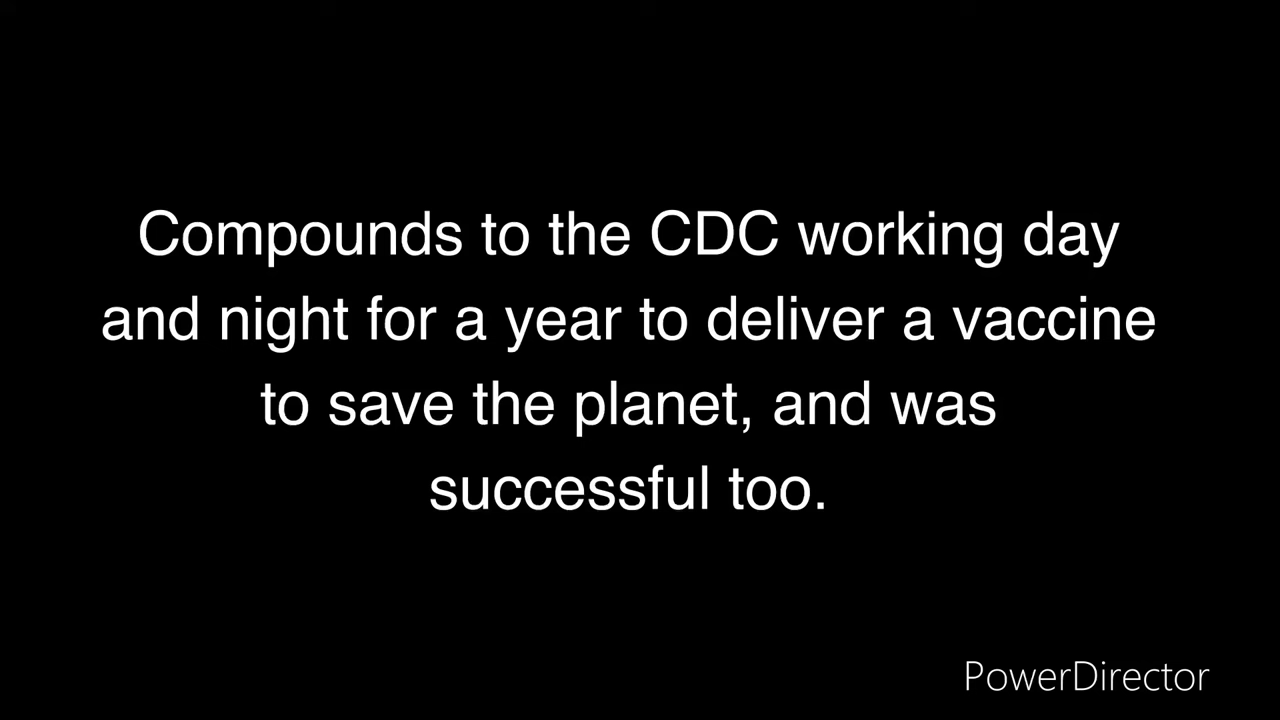 Compounds to the CDC working day
and night for a year to deliver a vaccine
to save the planet, and was
successful too.
PowerDirector